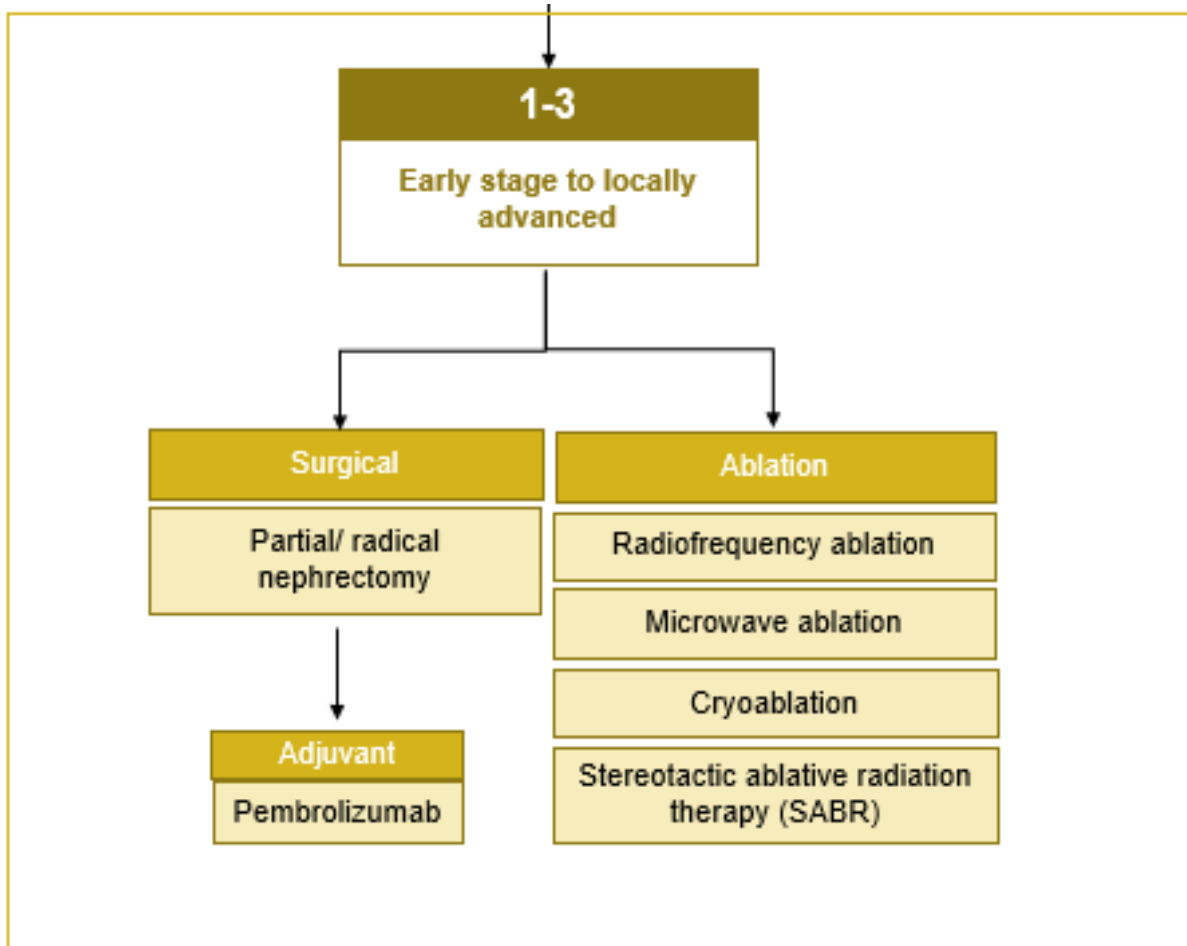 1-3
Early stage to locally
advanced
Surgical
Partial/ radical
nephrectomy
Adjuvant
Pembrolizumab
Ablation
Radiofrequency ablation
Microwave ablation
Cryoablation
Stereotactic ablative radiation
therapy (SABR)